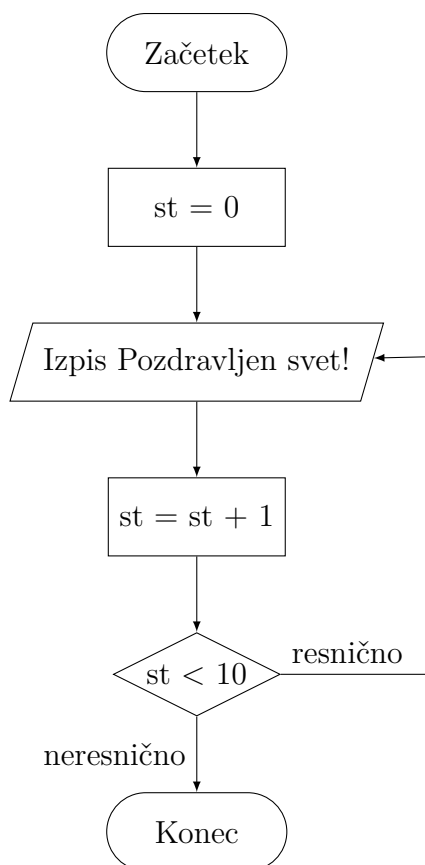 Začetek
st = 0
Izpis Pozdravljen svet!
st = st + 1
st < 10
resnično
neresnično
Konec